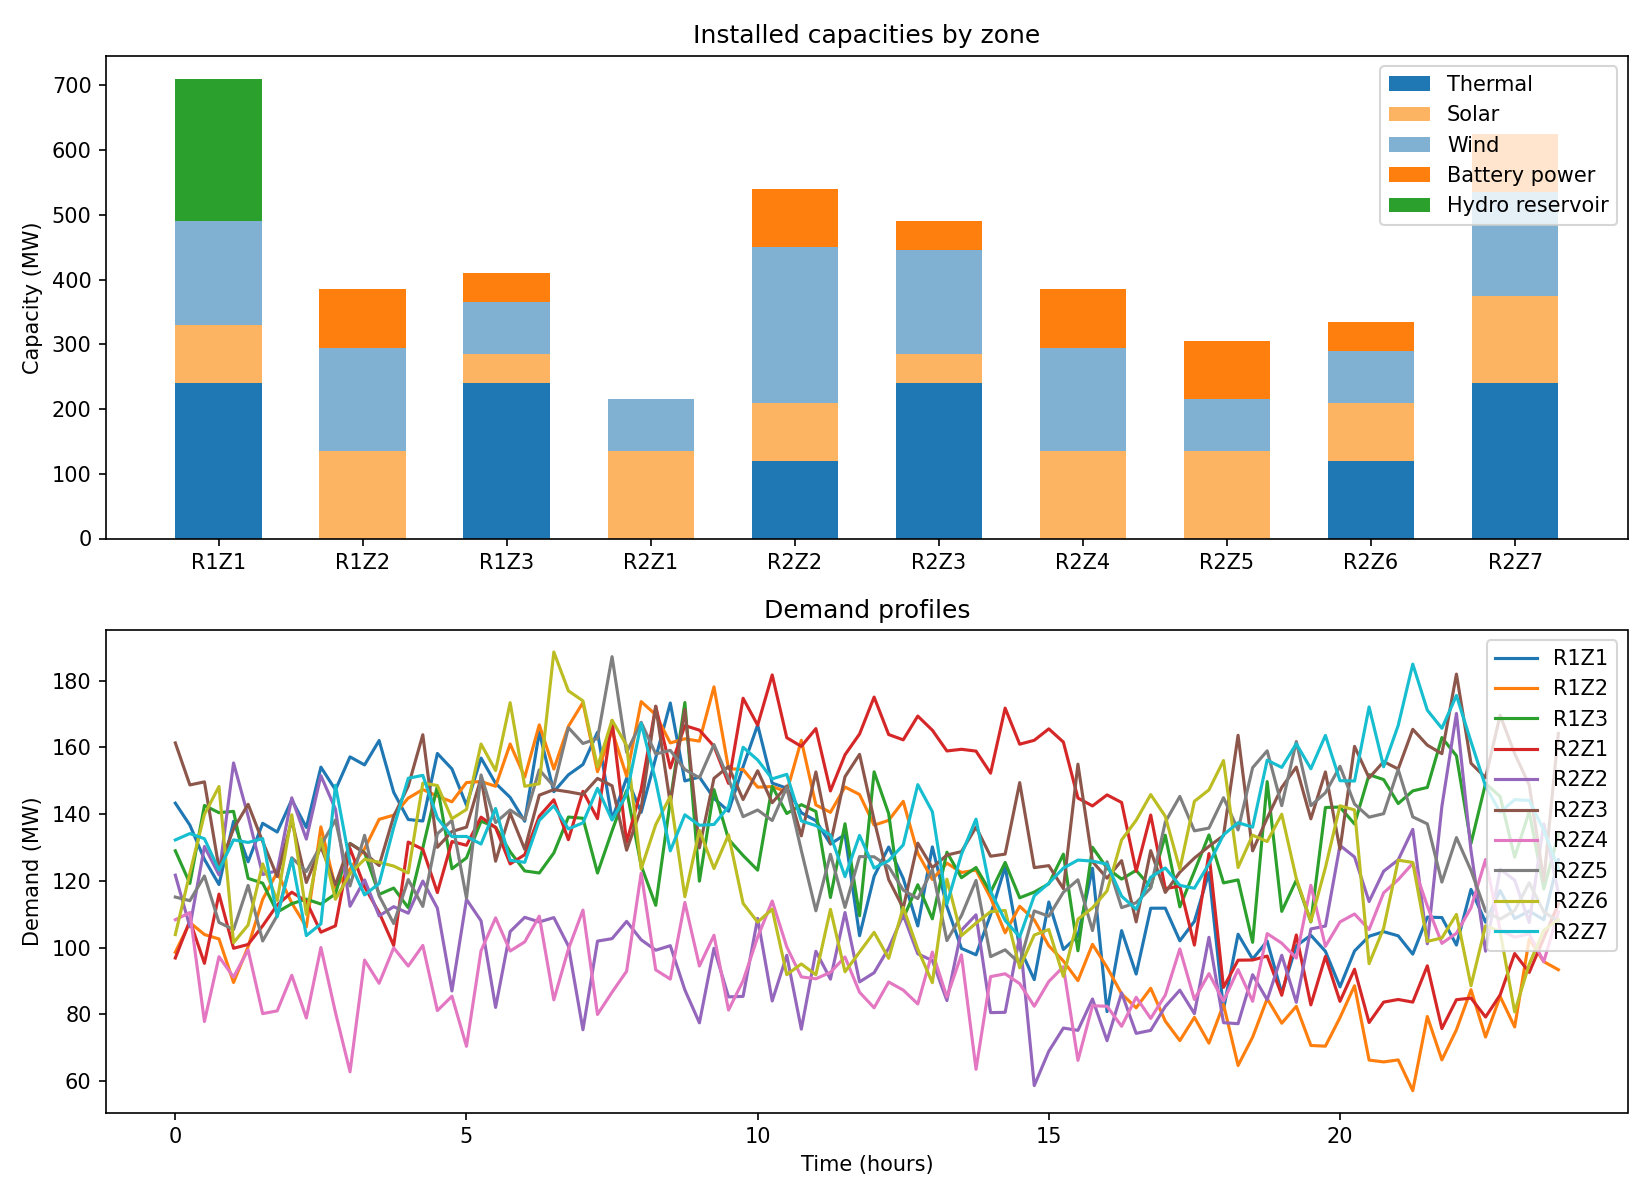 Installed capacities by zone
Capacity (MW)
700
600
500
400
300
200
100
0
Thermal
Solar
Wind
Battery power
Hydro reservoir
R1Z1 R1Z2 R1Z3 R2Z1 R2Z2 R2Z3 R2Z4 R2Z5 R2Z6 R2Z7
Demand profiles
Demand (MW)
180
160
140
120
100
80
60
R1Z1
R1Z2
R1Z3
R2Z1
R2Z2
R2Z3
R2Z4
R2Z5
R2Z6
R2Z7
0 5 10 15 20
Time (hours)